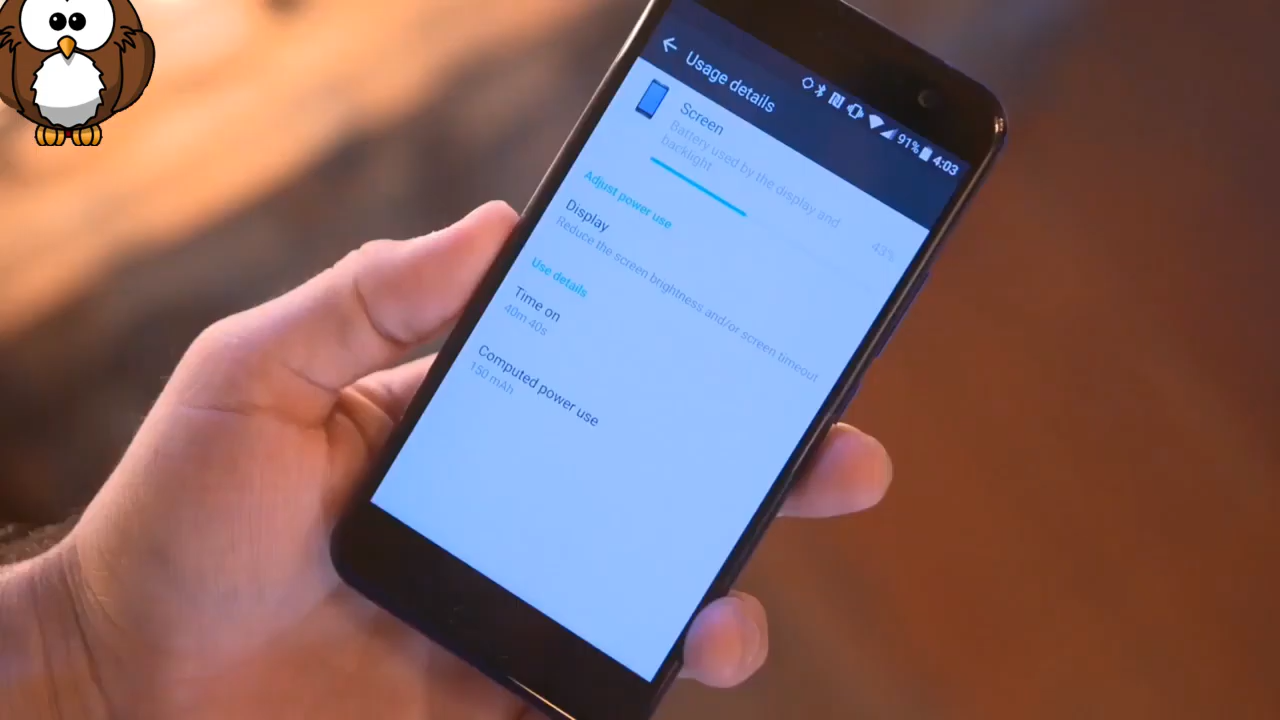 91% 4:03
Usage details
Screen
Battery used by the display and
backlight
43%
Adjust power use
Display
Reduce the screen brightness and/or screen timeout
Use details
Time on
40m 40s
Computed power use
150 mAh